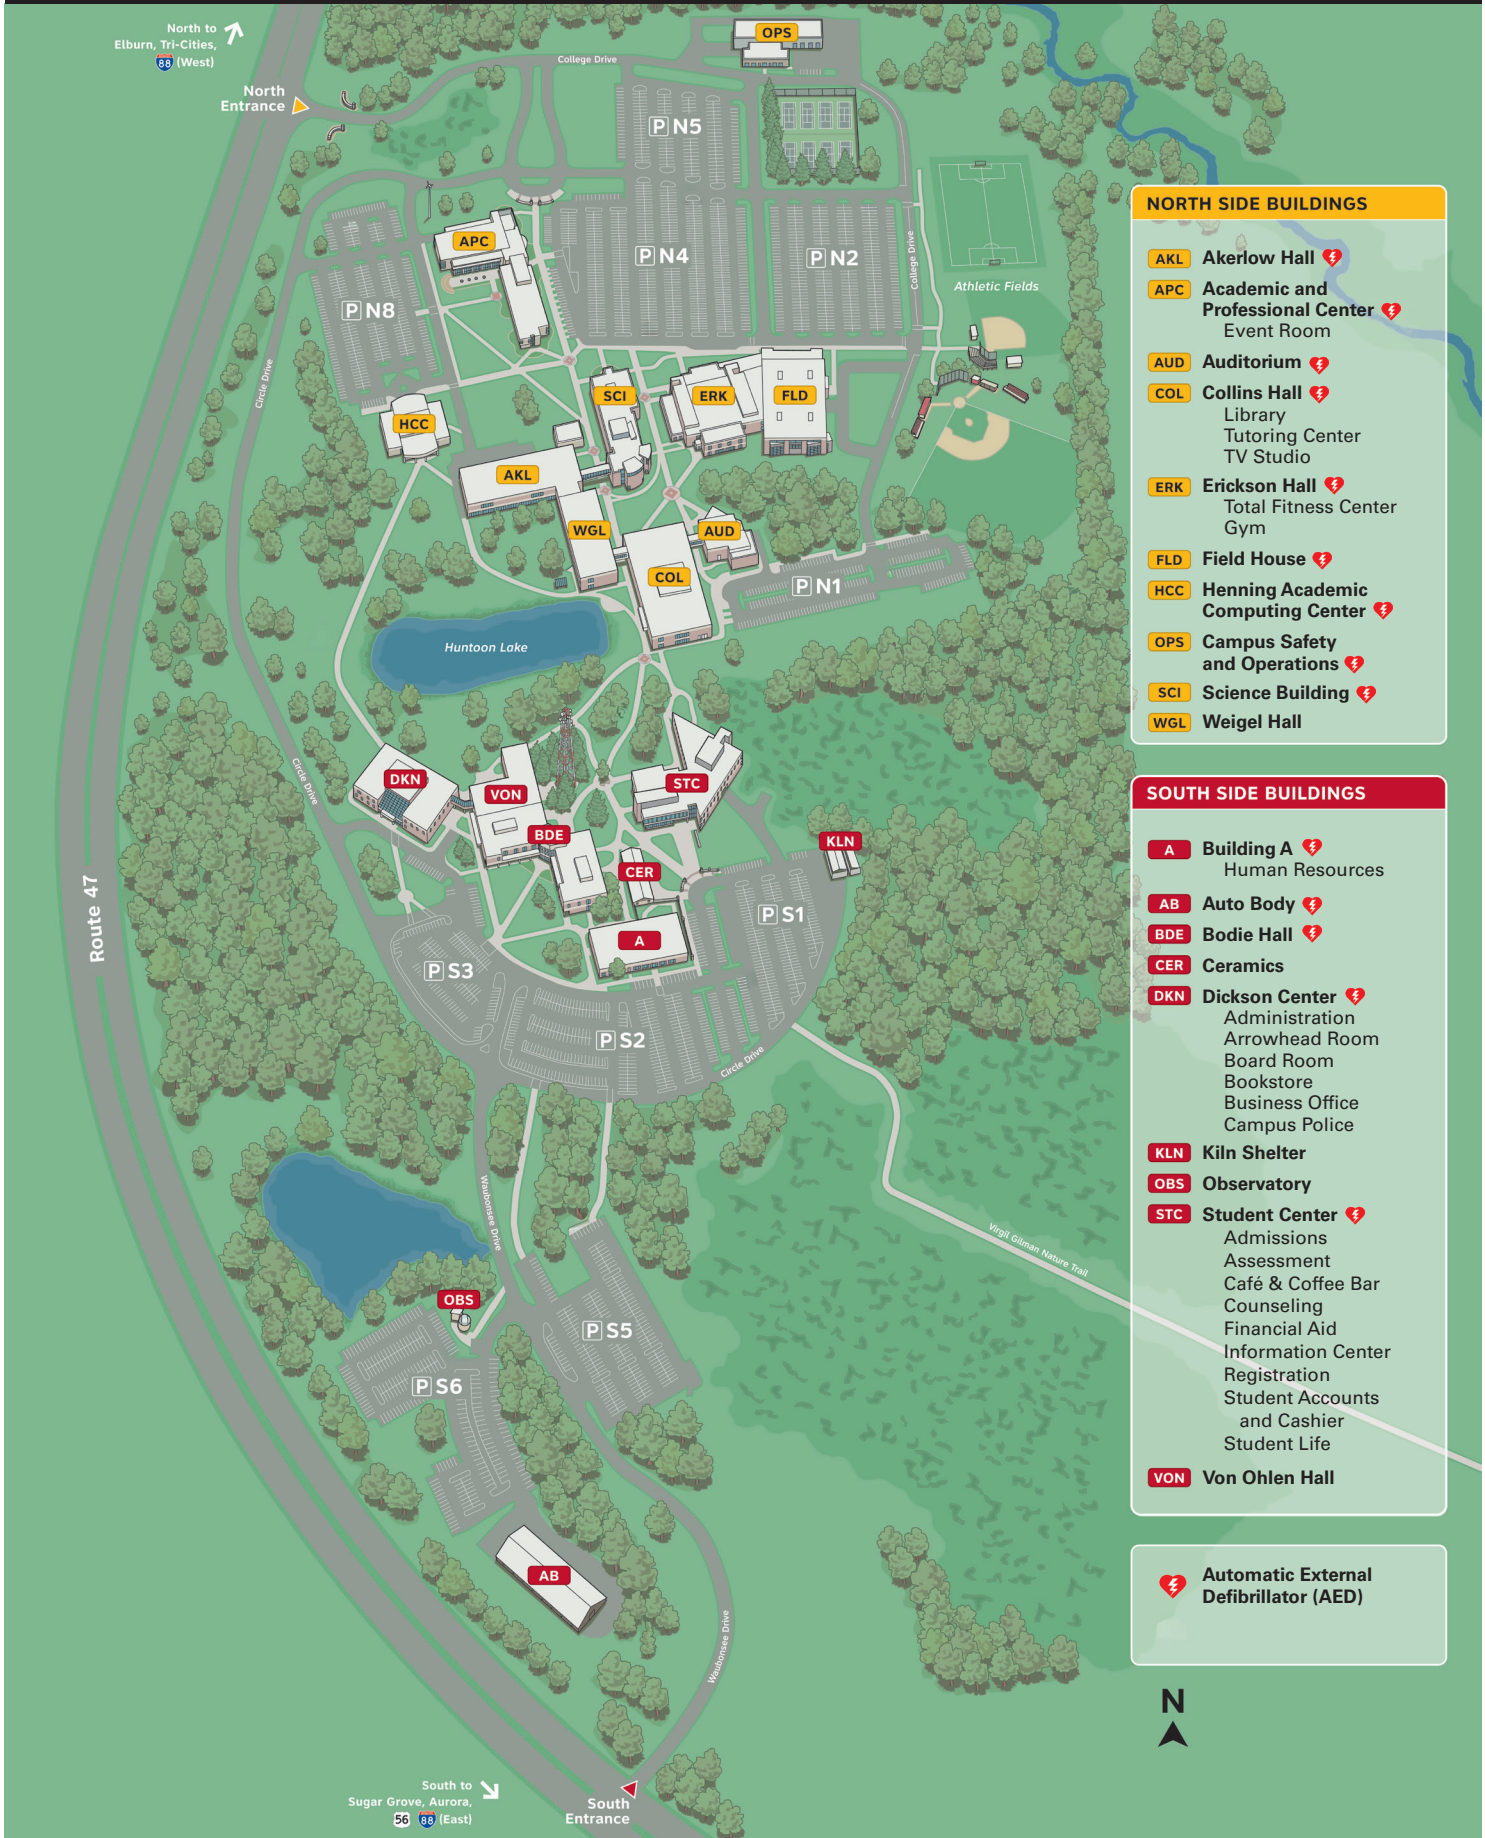 North to
Elburn, Tri-Cities,
88 (West)
North
Entrance
College Drive
OPS
P N5
APC
P N4
P N2
College Drive
Athletic Fields
P N8
Circle Drive
SCI
ERK
FLD
HCC
AKL
WGL
AUD
COL
P N1
Huntoon Lake
Circle Drive
DKN
VON
STC
BDE
KLN
CER
Route 47
P S1
A
P S3
P S2
Circle Drive
Waubonsee Drive
Virgil Gilman Nature Trail
OBS
P S5
P S6
AB
Waubonsee Drive
South to
Sugar Grove, Aurora,
56 88 (East)
South
Entrance
NORTH SIDE BUILDINGS
AKL Akerlow Hall
APC Academic and
Professional Center
Event Room
AUD Auditorium
COL Collins Hall
Library
Tutoring Center
TV Studio
ERK Erickson Hall
Total Fitness Center
Gym
FLD Field House
HCC Henning Academic
Computing Center
OPS Campus Safety
and Operations
SCI Science Building
WGL Weigel Hall
SOUTH SIDE BUILDINGS
A Building A
Human Resources
AB Auto Body
BDE Bodie Hall
CER Ceramics
DKN Dickson Center
Administration
Arrowhead Room
Board Room
Bookstore
Business Office
Campus Police
KLN Kiln Shelter
OBS Observatory
STC Student Center
Admissions
Assessment
Café & Coffee Bar
Counseling
Financial Aid
Information Center
Registration
Student Accounts
and Cashier
Student Life
VON Von Ohlen Hall
Automatic External
Defibrillator (AED)
N